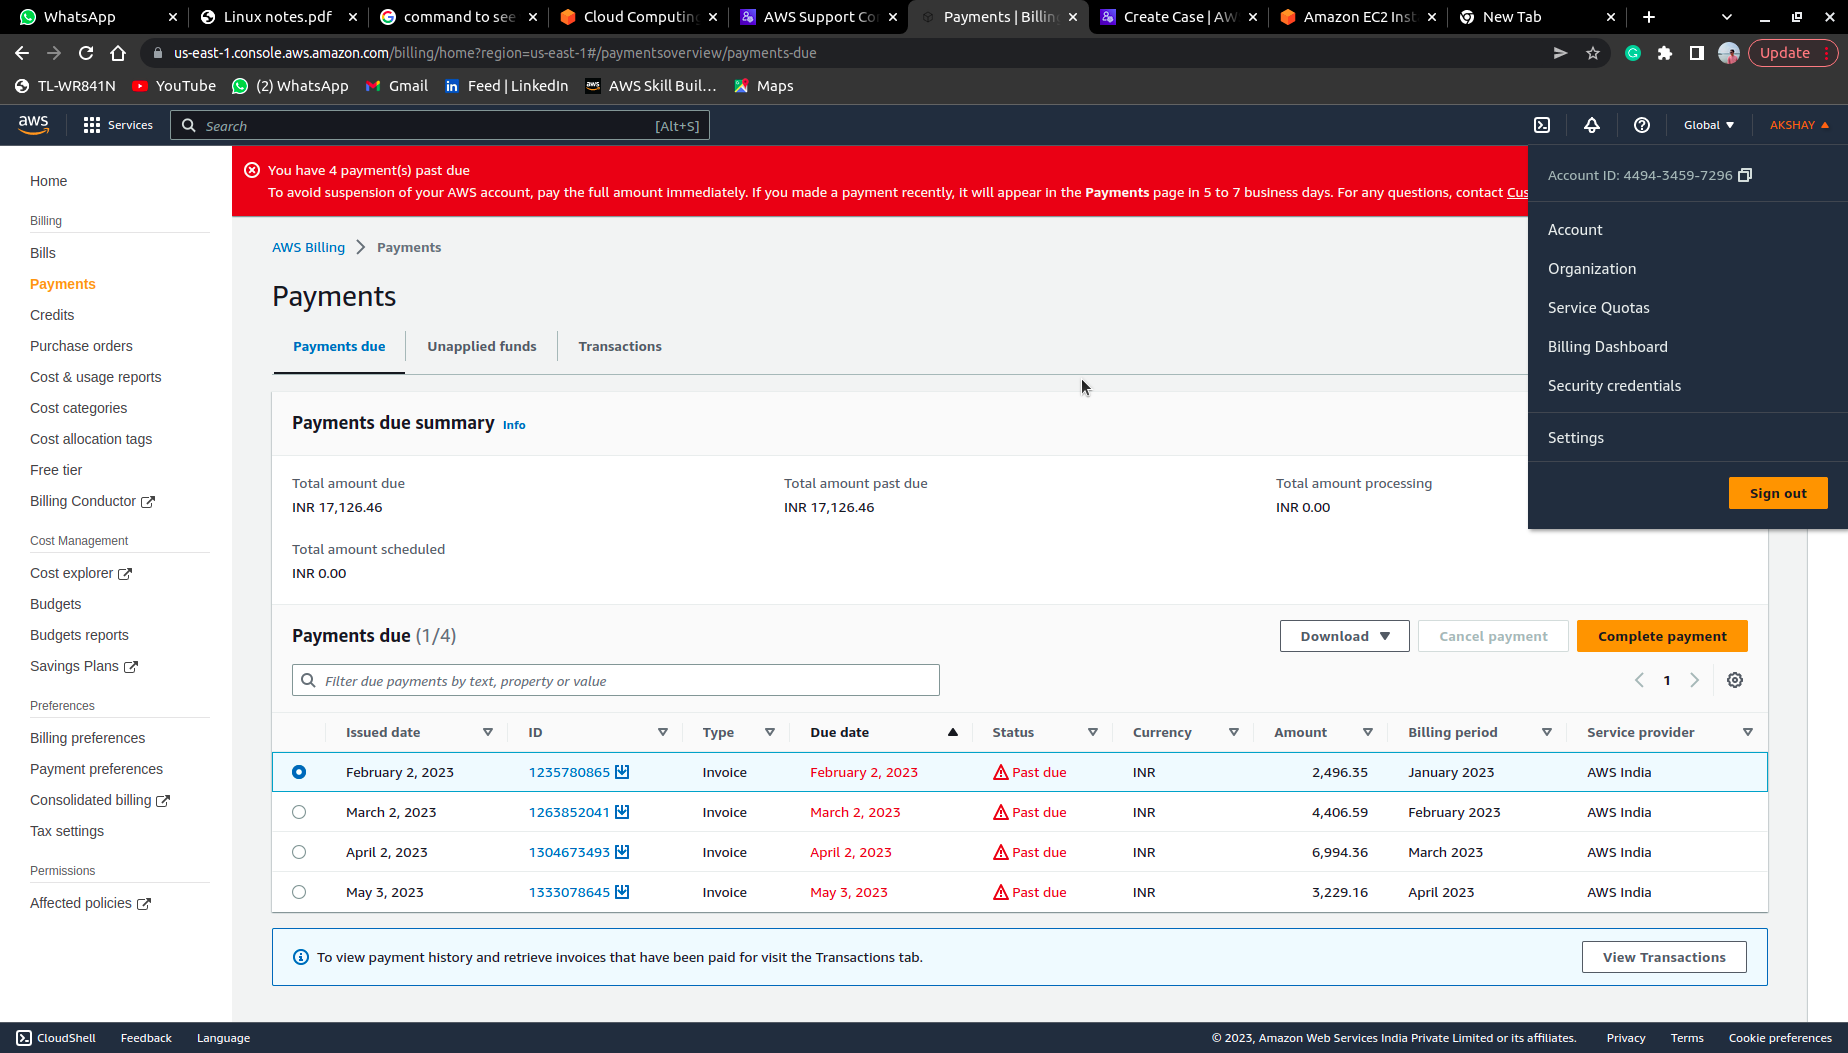 WhatsApp
Linux notes.pdf
command to see
Cloud Computing
AWS Support Co
Payments | Billin
Create Case | AW
Amazon EC2 Inst
New Tab
us-east-1.console.aws.amazon.com/billing/home?region=us-east-1#/paymentsoverview/payments-due
Update
TL-WR841N
YouTube
(2) WhatsApp
Gmail
Feed | LinkedIn
AWS Skill Buil...
Maps
aws
Services
Search
[Alt+S]
Global
AKSHAY
Account ID: 4494-3459-7296
Account
Organization
Service Quotas
Billing Dashboard
Security credentials
Settings
Sign out
Home
Billing
Bills
Payments
Credits
Purchase orders
Cost & usage reports
Cost categories
Cost allocation tags
Free tier
Billing Conductor
Cost Management
Cost explorer
Budgets
Budgets reports
Savings Plans
Preferences
Billing preferences
Payment preferences
Consolidated billing
Tax settings
Permissions
Affected policies
You have 4 payment(s) past due
To avoid suspension of your AWS account, pay the full amount immediately. If you made a payment recently, it will appear in the Payments page in 5 to 7 business days. For any questions, contact Cus
AWS Billing
Payments
Payments
Payments due
Unapplied funds
Transactions
Payments due summary Info
Total amount due
INR 17,126.46
Total amount past due
INR 17,126.46
Total amount processing
INR 0.00
Total amount scheduled
INR 0.00
Payments due (1/4)
Download
Cancel payment
Complete payment
Filter due payments by text, property or value
1
Issued date ID Type Due date Status Currency Amount Billing period Service provider
February 2, 2023 1235780865 Invoice February 2, 2023 Past due INR 2,496.35 January 2023 AWS India
March 2, 2023 1263852041 Invoice March 2, 2023 Past due INR 4,406.59 February 2023 AWS India
April 2, 2023 1304673493 Invoice April 2, 2023 Past due INR 6,994.36 March 2023 AWS India
May 3, 2023 1333078645 Invoice May 3, 2023 Past due INR 3,229.16 April 2023 AWS India
To view payment history and retrieve invoices that have been paid for visit the Transactions tab.
View Transactions
CloudShell
Feedback
Language
© 2023, Amazon Web Services India Private Limited or its affiliates.
Privacy
Terms
Cookie preferences